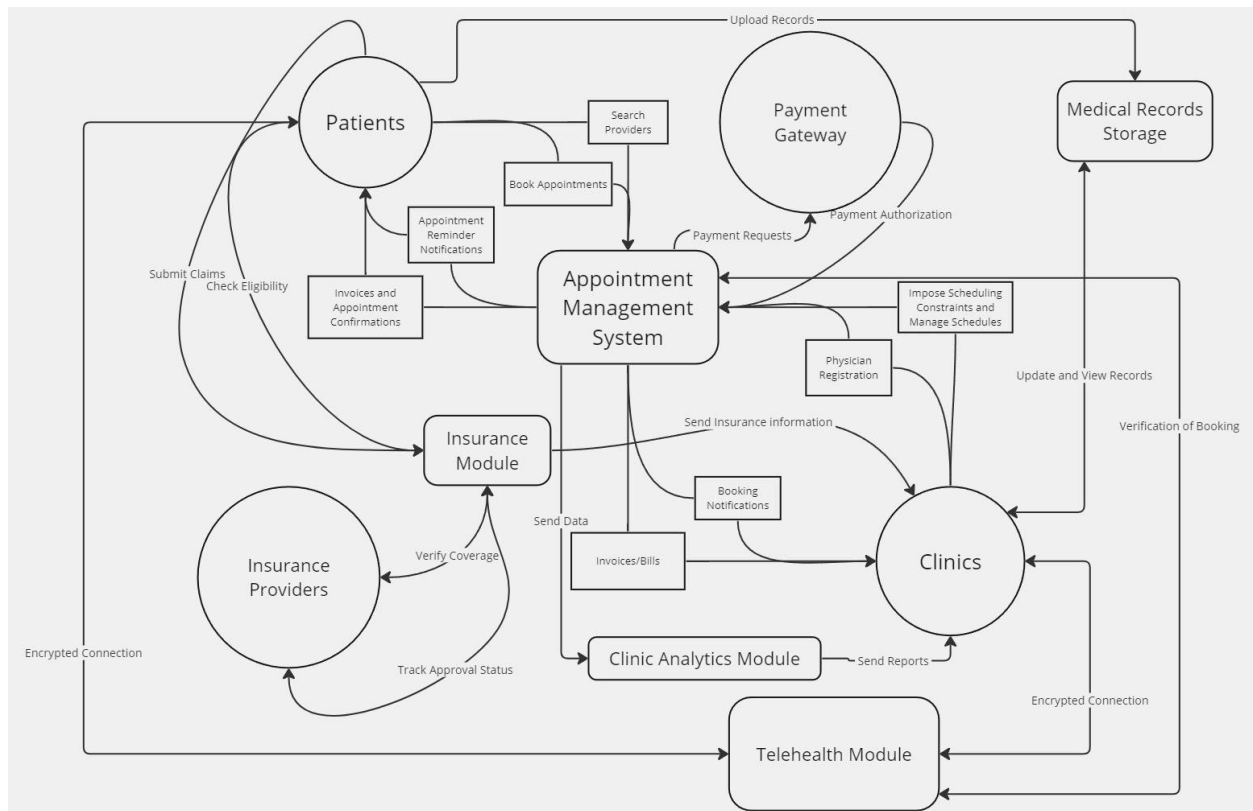 Upload Records
Patients
Search
Providers
Payment
Gateway
Medical Records
Storage
Book Appointments
Appointment
Reminder
Notifications
Payment Authorization
Payment Requests
Submit Claims
Check Eligibility
Invoices and
Appointment
Confirmations
Appointment
Management
System
Impose Scheduling
Constraints and
Manage Schedules
Physician
Registration
Update and View Records
Verification of Booking
Insurance
Module
Send Insurance information
Booking
Notifications
Send Data
Verify Coverage
Insurance
Providers
Invoices/Bills
Clinics
Encrypted Connection
Track Approval Status
Clinic Analytics Module
Send Reports
Encrypted Connection
Telehealth Module